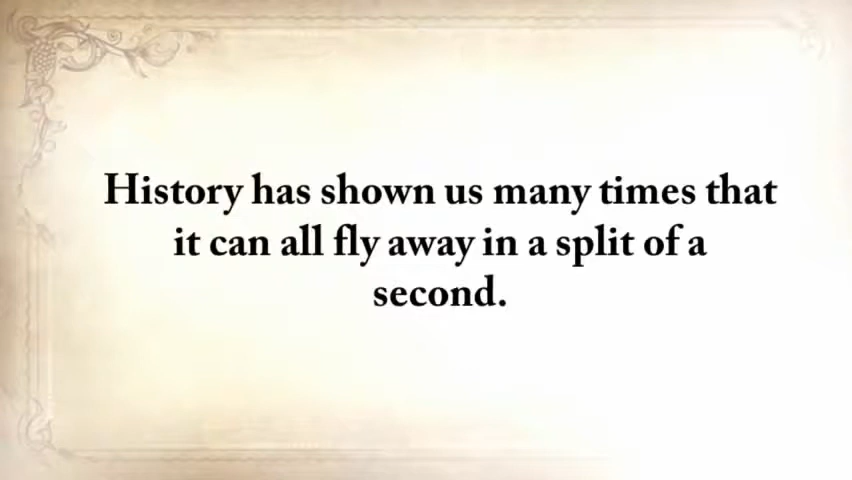 History has shown us many times that
it can all fly away in a split of a
second.